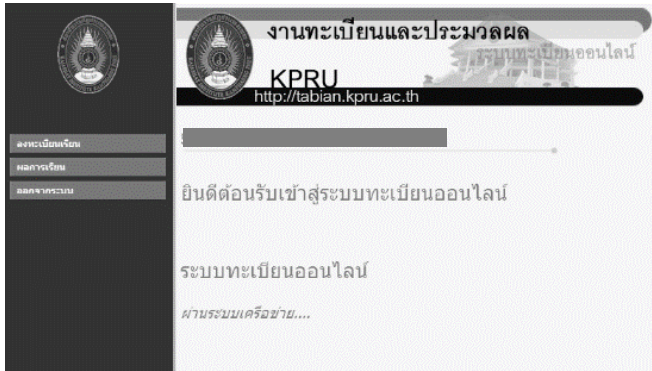 งานทะเบียนและประมวลผล
ระบบทะเบียนออนไลน์
KPRU
http://tabian.kpru.ac.th
ลงทะเบียนเรียน
ผลการเรียน
ออกจากระบบ
ยินดีต้อนรับเข้าสู่ระบบทะเบียนออนไลน์
ระบบทะเบียนออนไลน์
ผ่านระบบเครือข่าย....